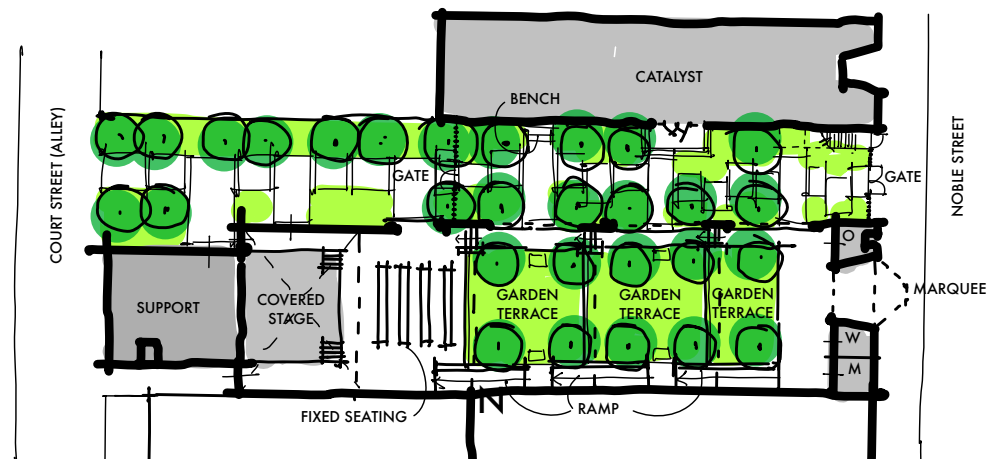 CATALYST
BENCH
COURT STREET (ALLEY)
GATE
GATE
NOBLE STREET
O
SUPPORT
COVERED
STAGE
GARDEN
TERRACE
GARDEN
TERRACE
GARDEN
TERRACE
MARQUEE
W
M
FIXED SEATING
N
RAMP